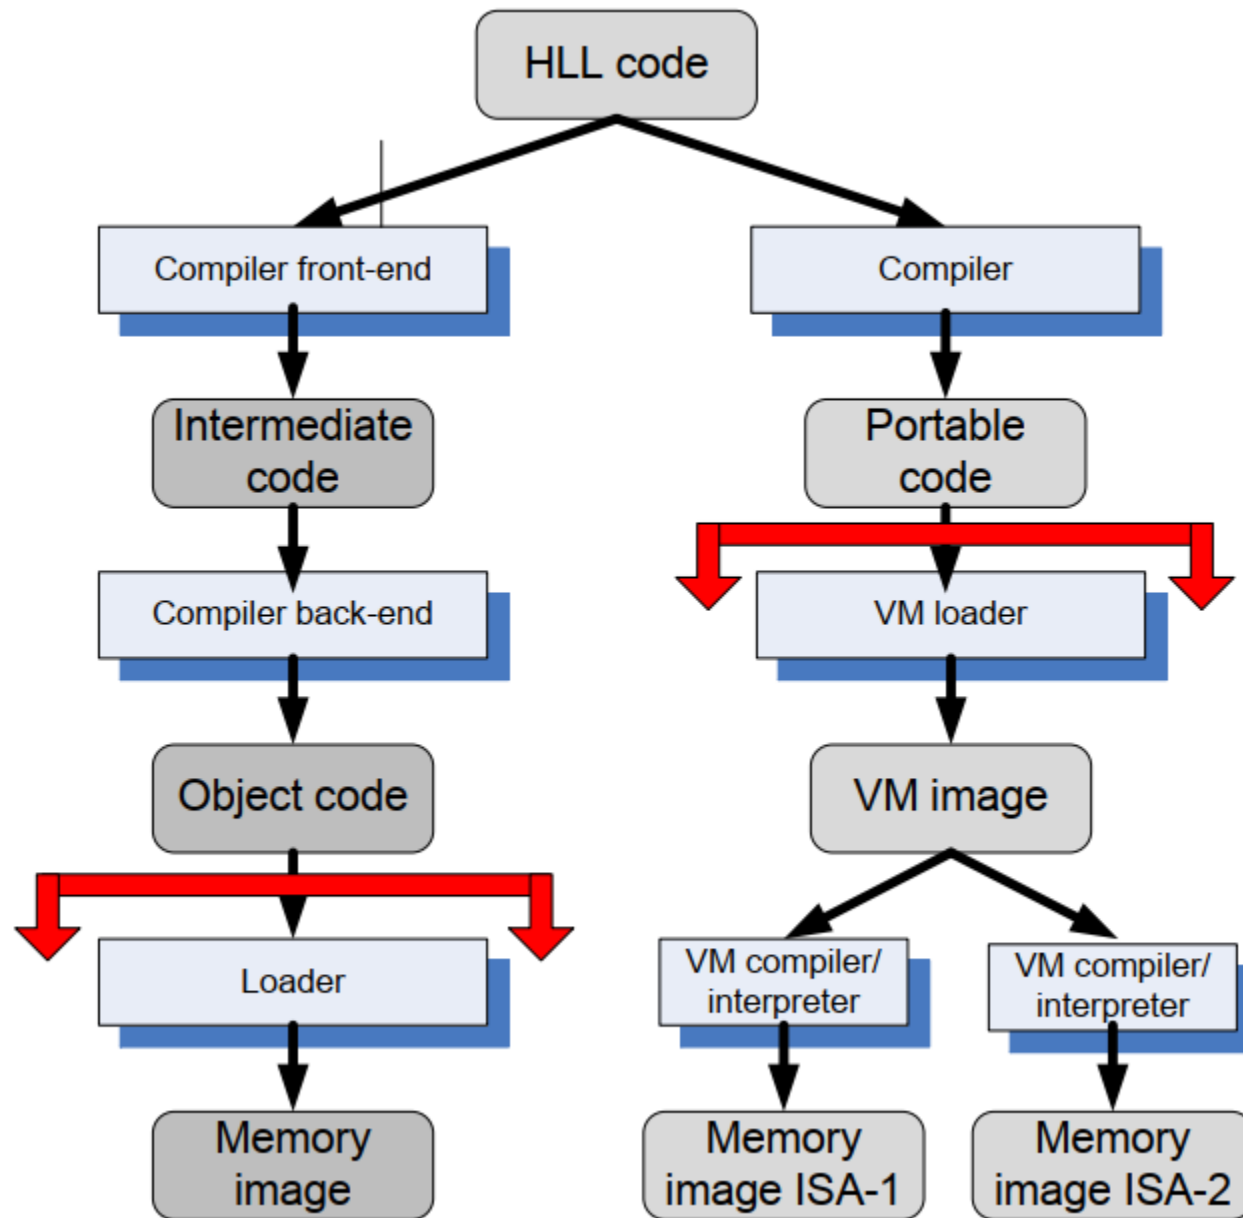 HLL code
Compiler front-end
Compiler
Intermediate
code
Portable
code
Compiler back-end
VM loader
Object code
VM image
Loader
VM compiler/
interpreter
VM compiler/
interpreter
Memory
image
Memory
image ISA-1
Memory
image ISA-2